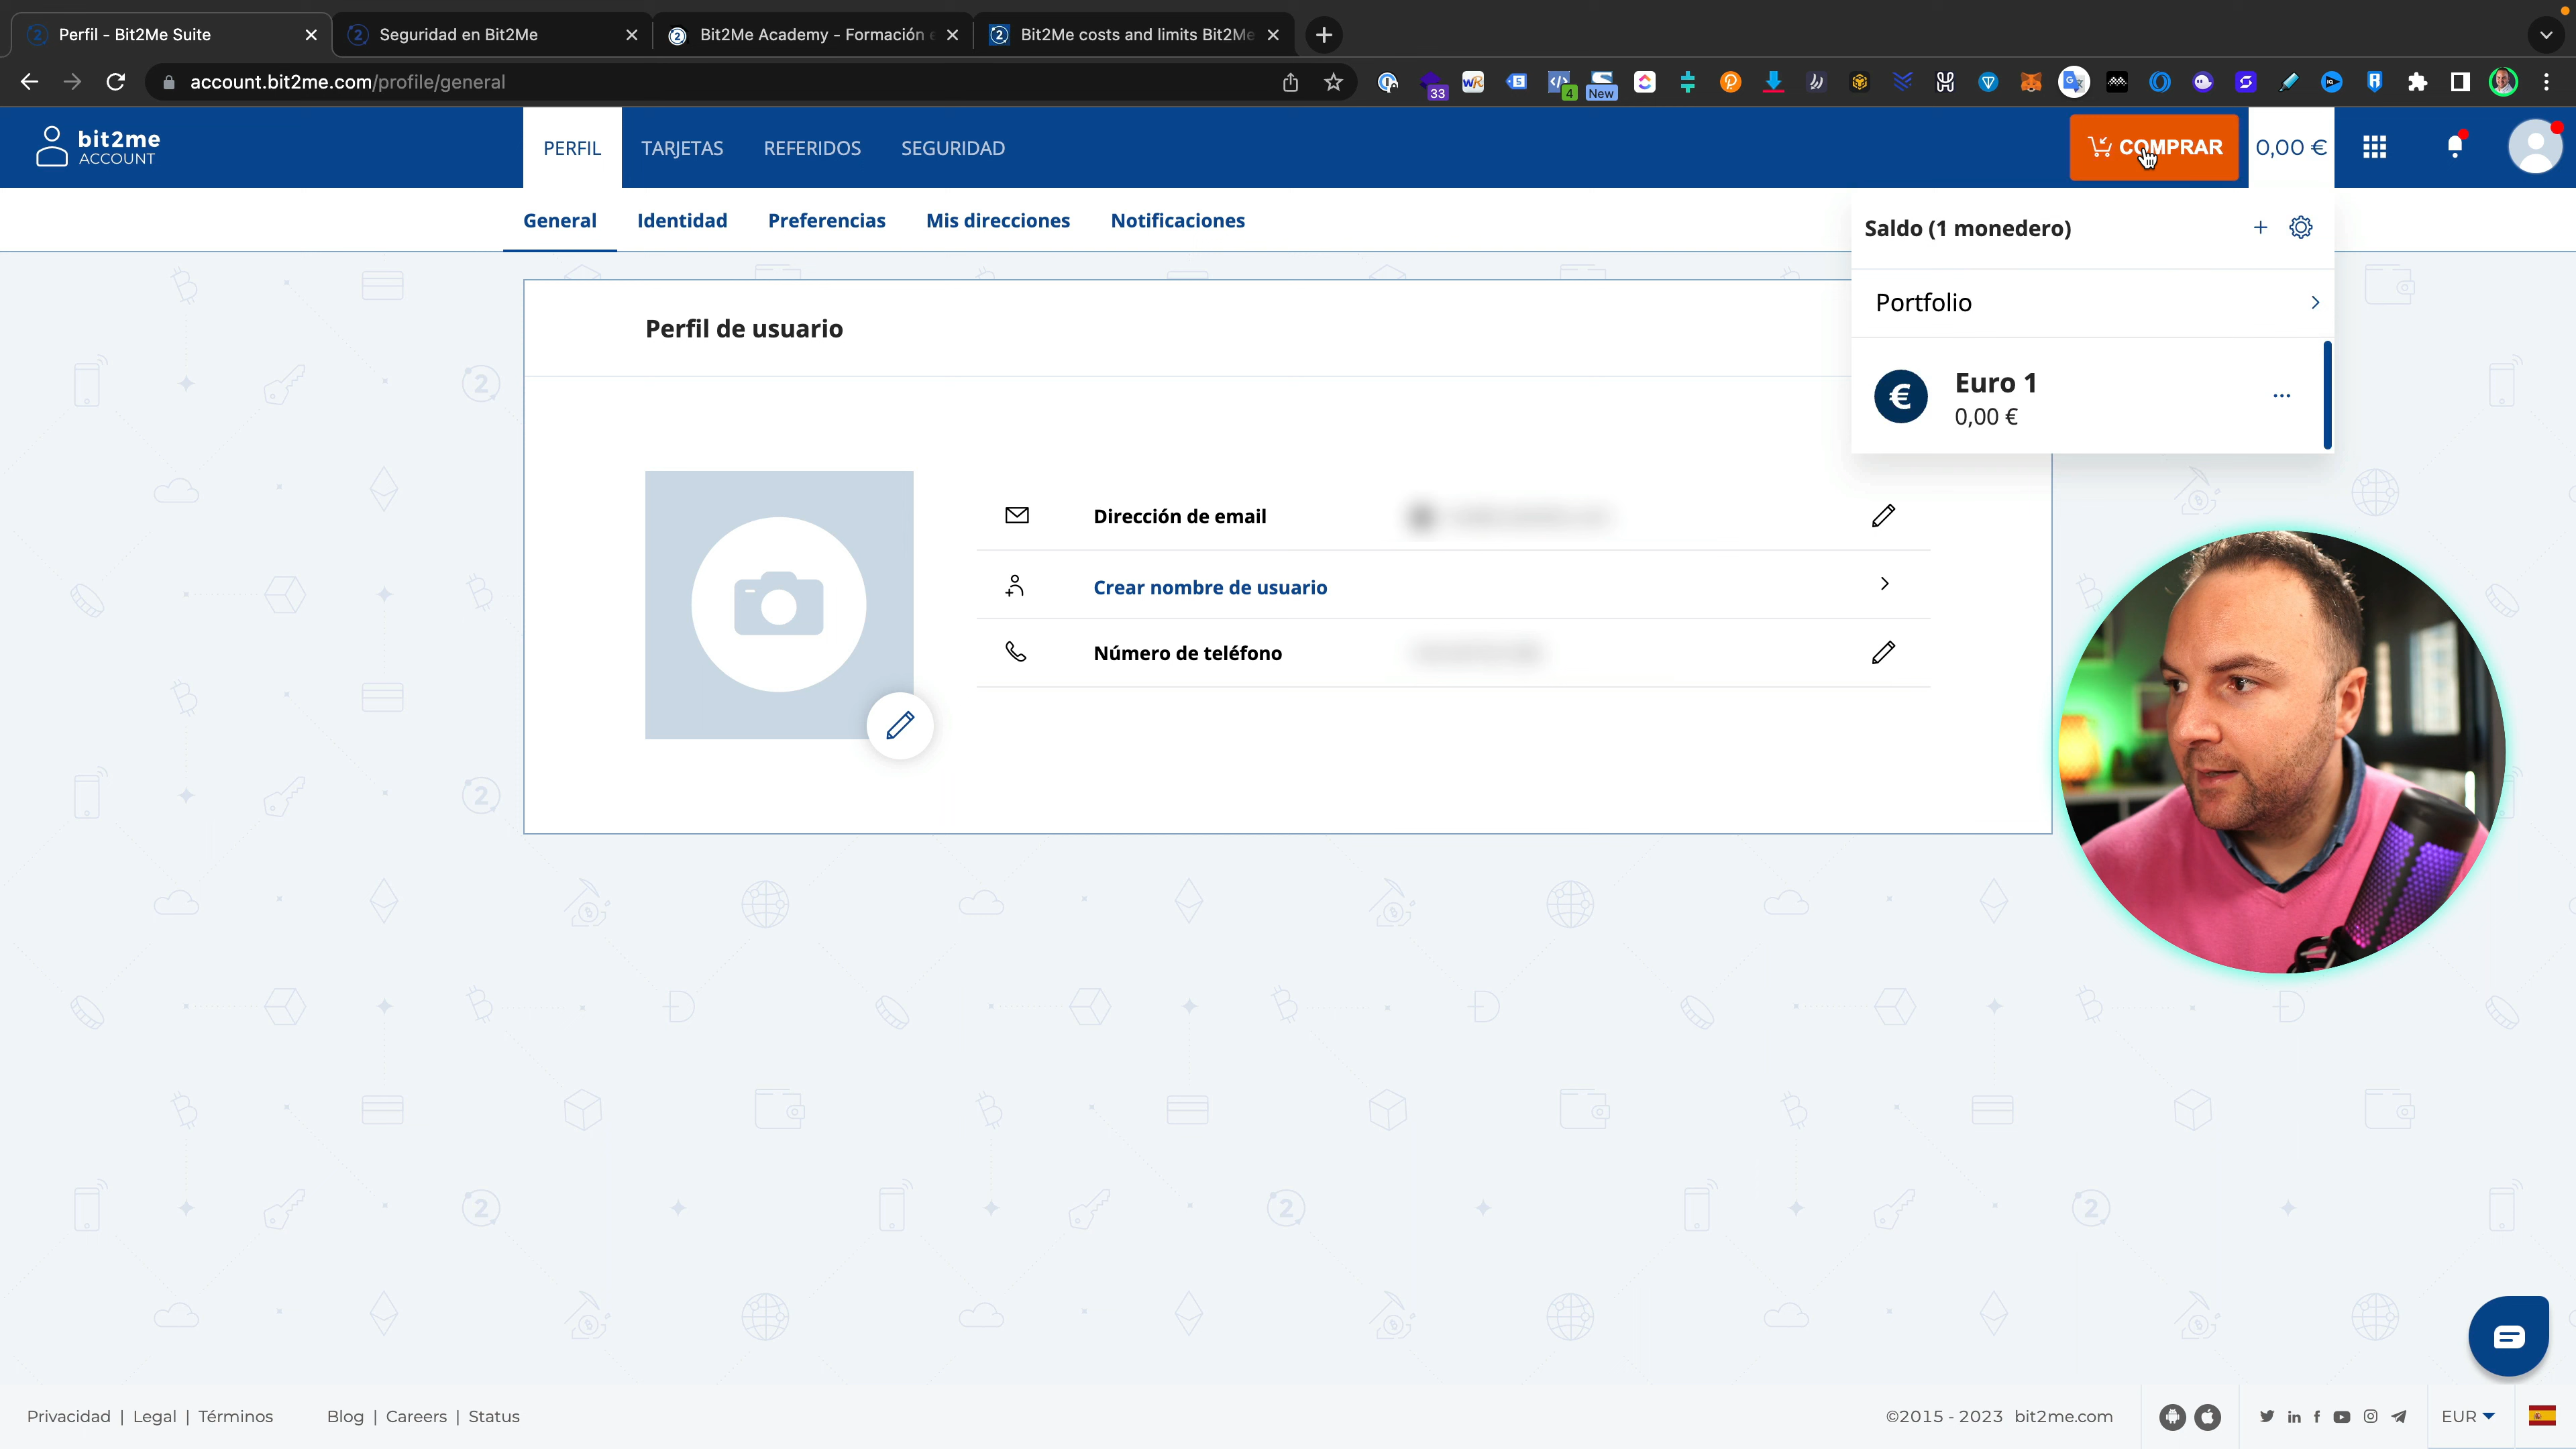 Perfil - Bit2Me Suite
Seguridad en Bit2Me
Bit2Me Academy - Formación e
Bit2Me costs and limits Bit2Me
account.bit2me.com/profile/general
33
4
New
bit2me
ACCOUNT
PERFIL
TARJETAS
REFERIDOS
SEGURIDAD
COMPRAR
0,00 €
General
Identidad
Preferencias
Mis direcciones
Notificaciones
Saldo (1 monedero)
Portfolio
€
Euro 1
0,00 €
Perfil de usuario
Dirección de email
Crear nombre de usuario
Número de teléfono
Privacidad | Legal | Términos
Blog | Careers | Status
©2015 - 2023 bit2me.com
EUR